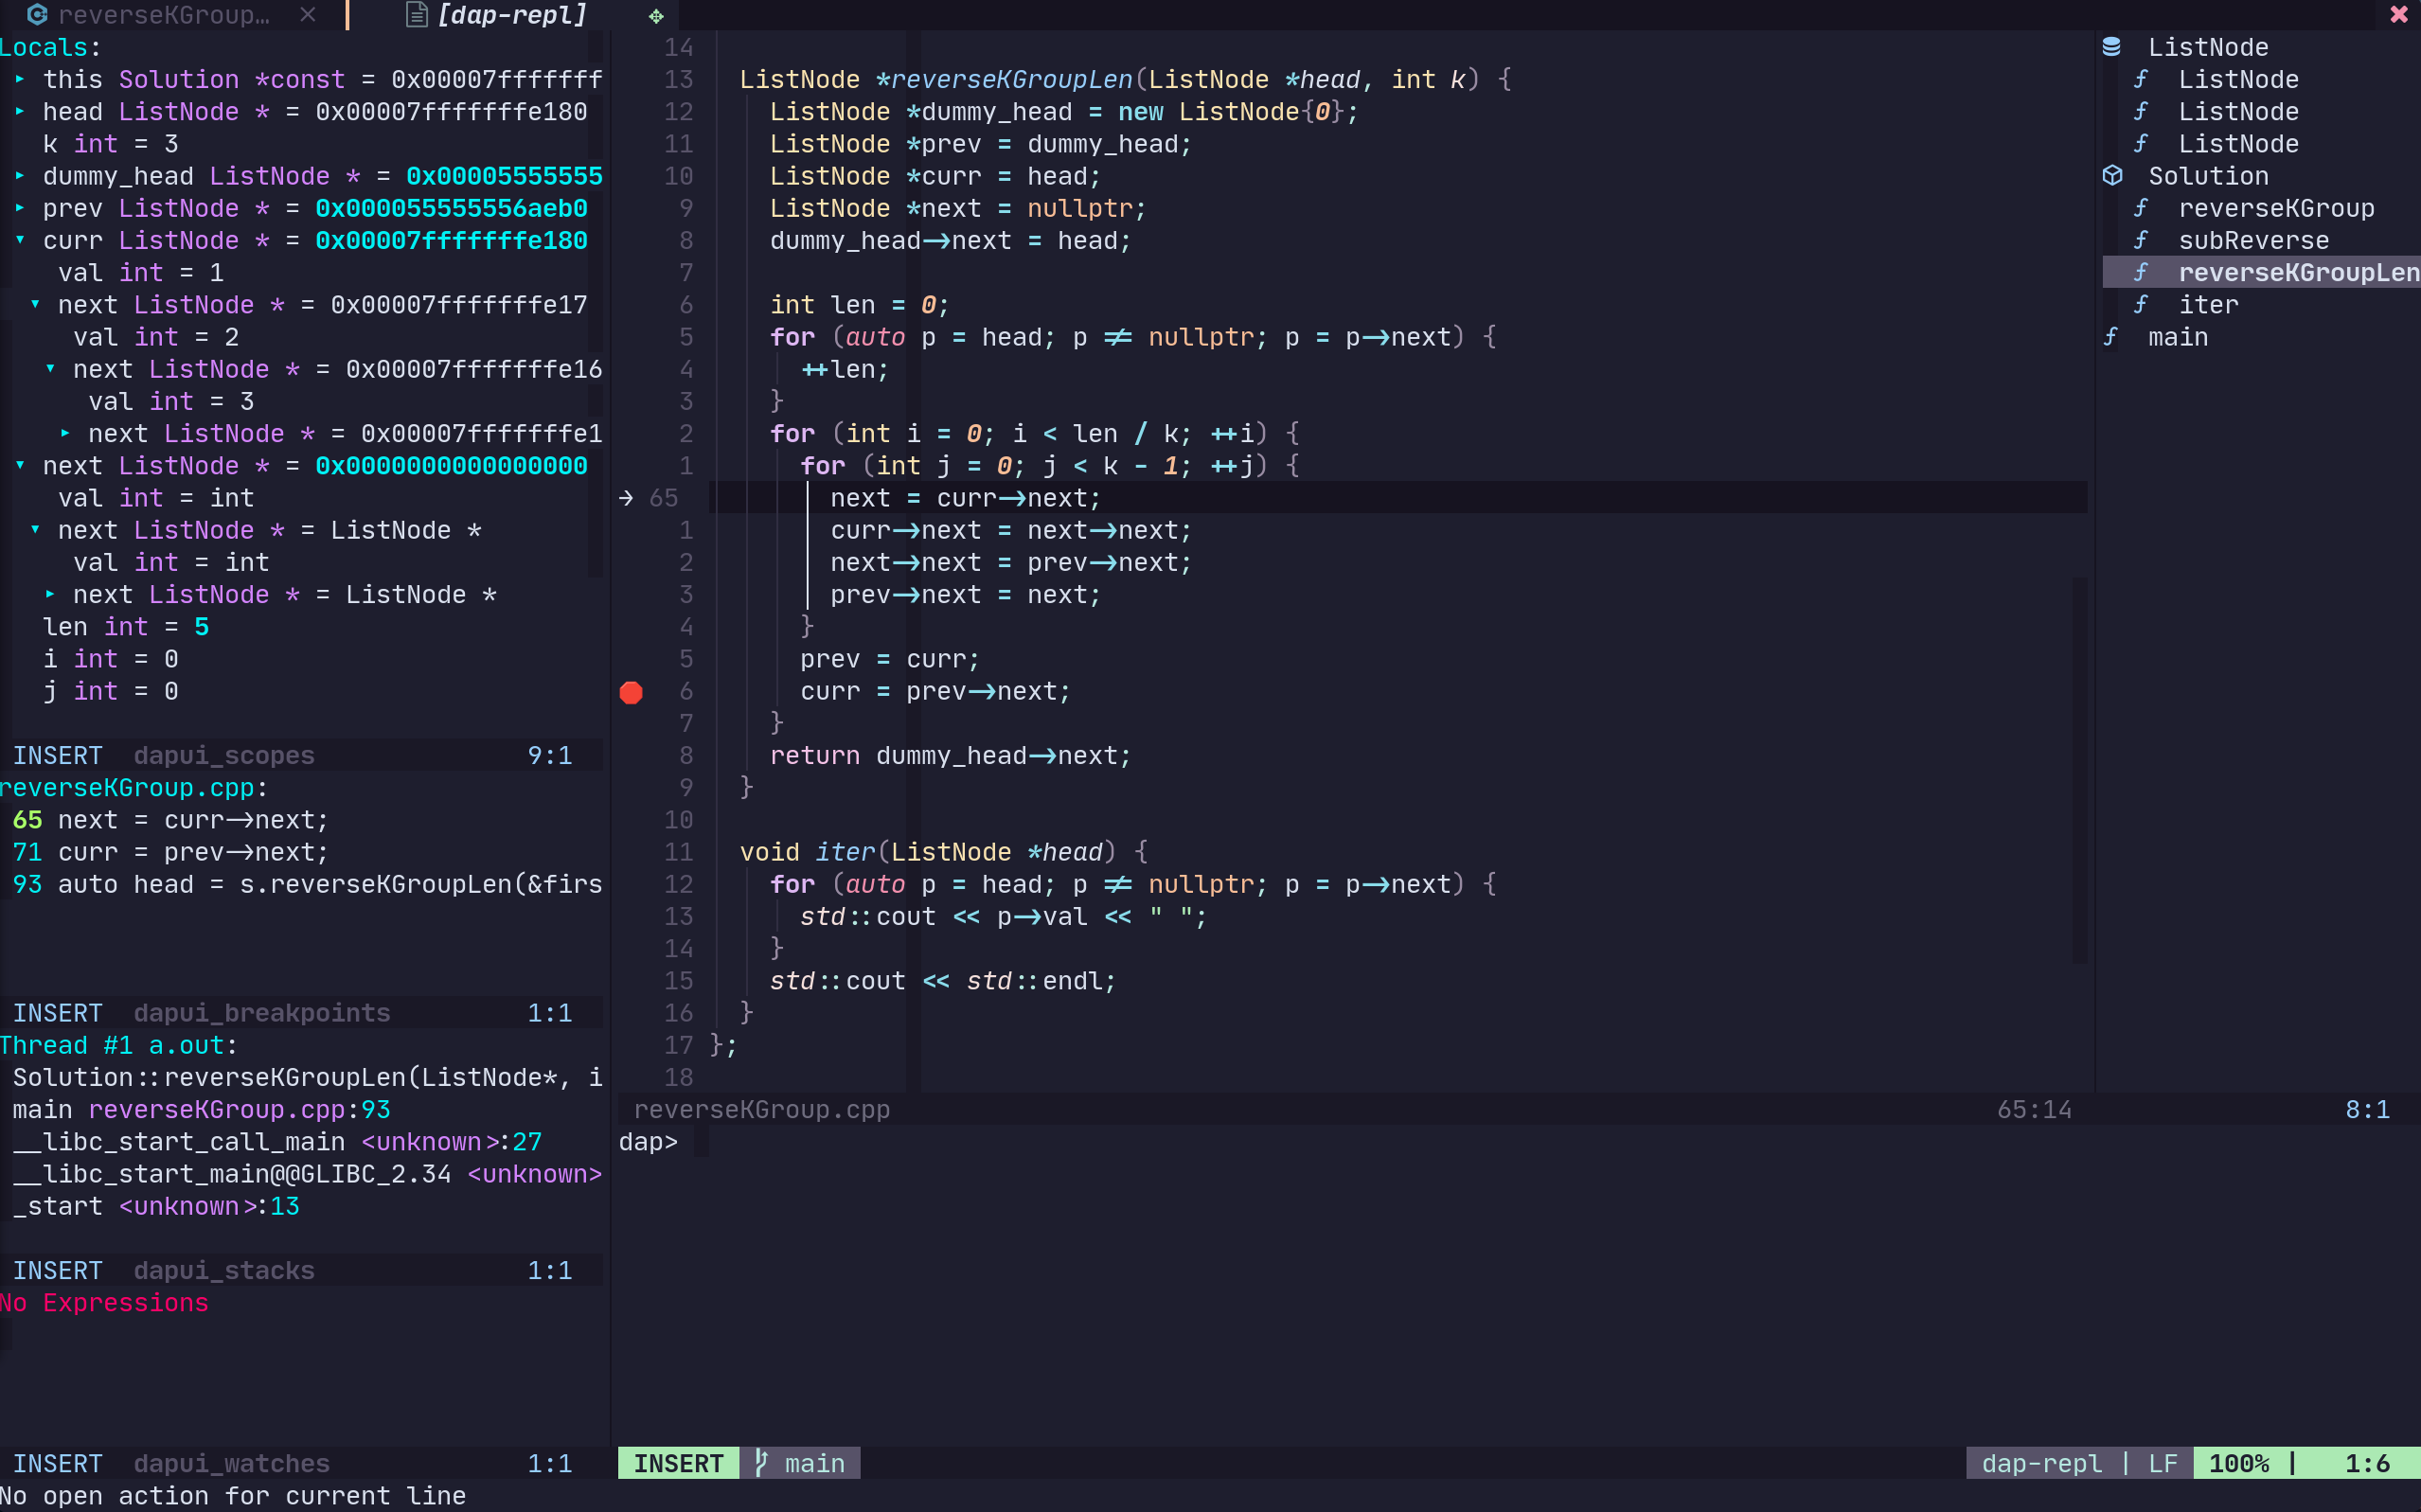 reverseKGroup… ×
[dap-repl]
Locals:
this Solution *const = 0x00007fffffff
head ListNode * = 0x00007fffffffe180
k int = 3
dummy_head ListNode * = 0x00005555555
prev ListNode * = 0x000055555556aeb0
curr ListNode * = 0x00007fffffffe180
val int = 1
next ListNode * = 0x00007fffffffe17
val int = 2
next ListNode * = 0x00007fffffffe16
val int = 3
next ListNode * = 0x00007fffffffe1
next ListNode * = 0x0000000000000000
val int = int
next ListNode * = ListNode *
val int = int
next ListNode * = ListNode *
len int = 5
i int = 0
j int = 0
INSERT dapui_scopes 9:1
reverseKGroup.cpp:
65 next = curr->next;
71 curr = prev->next;
93 auto head = s.reverseKGroupLen(&firs
INSERT dapui_breakpoints 1:1
Thread #1 a.out:
Solution::reverseKGroupLen(ListNode*, i
main reverseKGroup.cpp:93
__libc_start_call_main <unknown>:27
__libc_start_main@@GLIBC_2.34 <unknown>
_start <unknown>:13
INSERT dapui_stacks 1:1
No Expressions
INSERT dapui_watches 1:1
No open action for current line
14
13 ListNode *reverseKGroupLen(ListNode *head, int k) {
12 ListNode *dummy_head = new ListNode{0};
11 ListNode *prev = dummy_head;
10 ListNode *curr = head;
9 ListNode *next = nullptr;
8 dummy_head->next = head;
7
6 int len = 0;
5 for (auto p = head; p != nullptr; p = p->next) {
4 ++len;
3 }
2 for (int i = 0; i < len / k; ++i) {
1 for (int j = 0; j < k - 1; ++j) {
→ 65 next = curr->next;
1 curr->next = next->next;
2 next->next = prev->next;
3 prev->next = next;
4 }
5 prev = curr;
6 curr = prev->next;
7 }
8 return dummy_head->next;
9 }
10
11 void iter(ListNode *head) {
12 for (auto p = head; p != nullptr; p = p->next) {
13 std::cout << p->val << " ";
14 }
15 std::cout << std::endl;
16 }
17 };
18
reverseKGroup.cpp 65:14
dap>
INSERT main dap-repl | LF 100% | 1:6
ListNode
ƒ ListNode
ƒ ListNode
ƒ ListNode
Solution
ƒ reverseKGroup
ƒ subReverse
ƒ reverseKGroupLen
ƒ iter
ƒ main
8:1